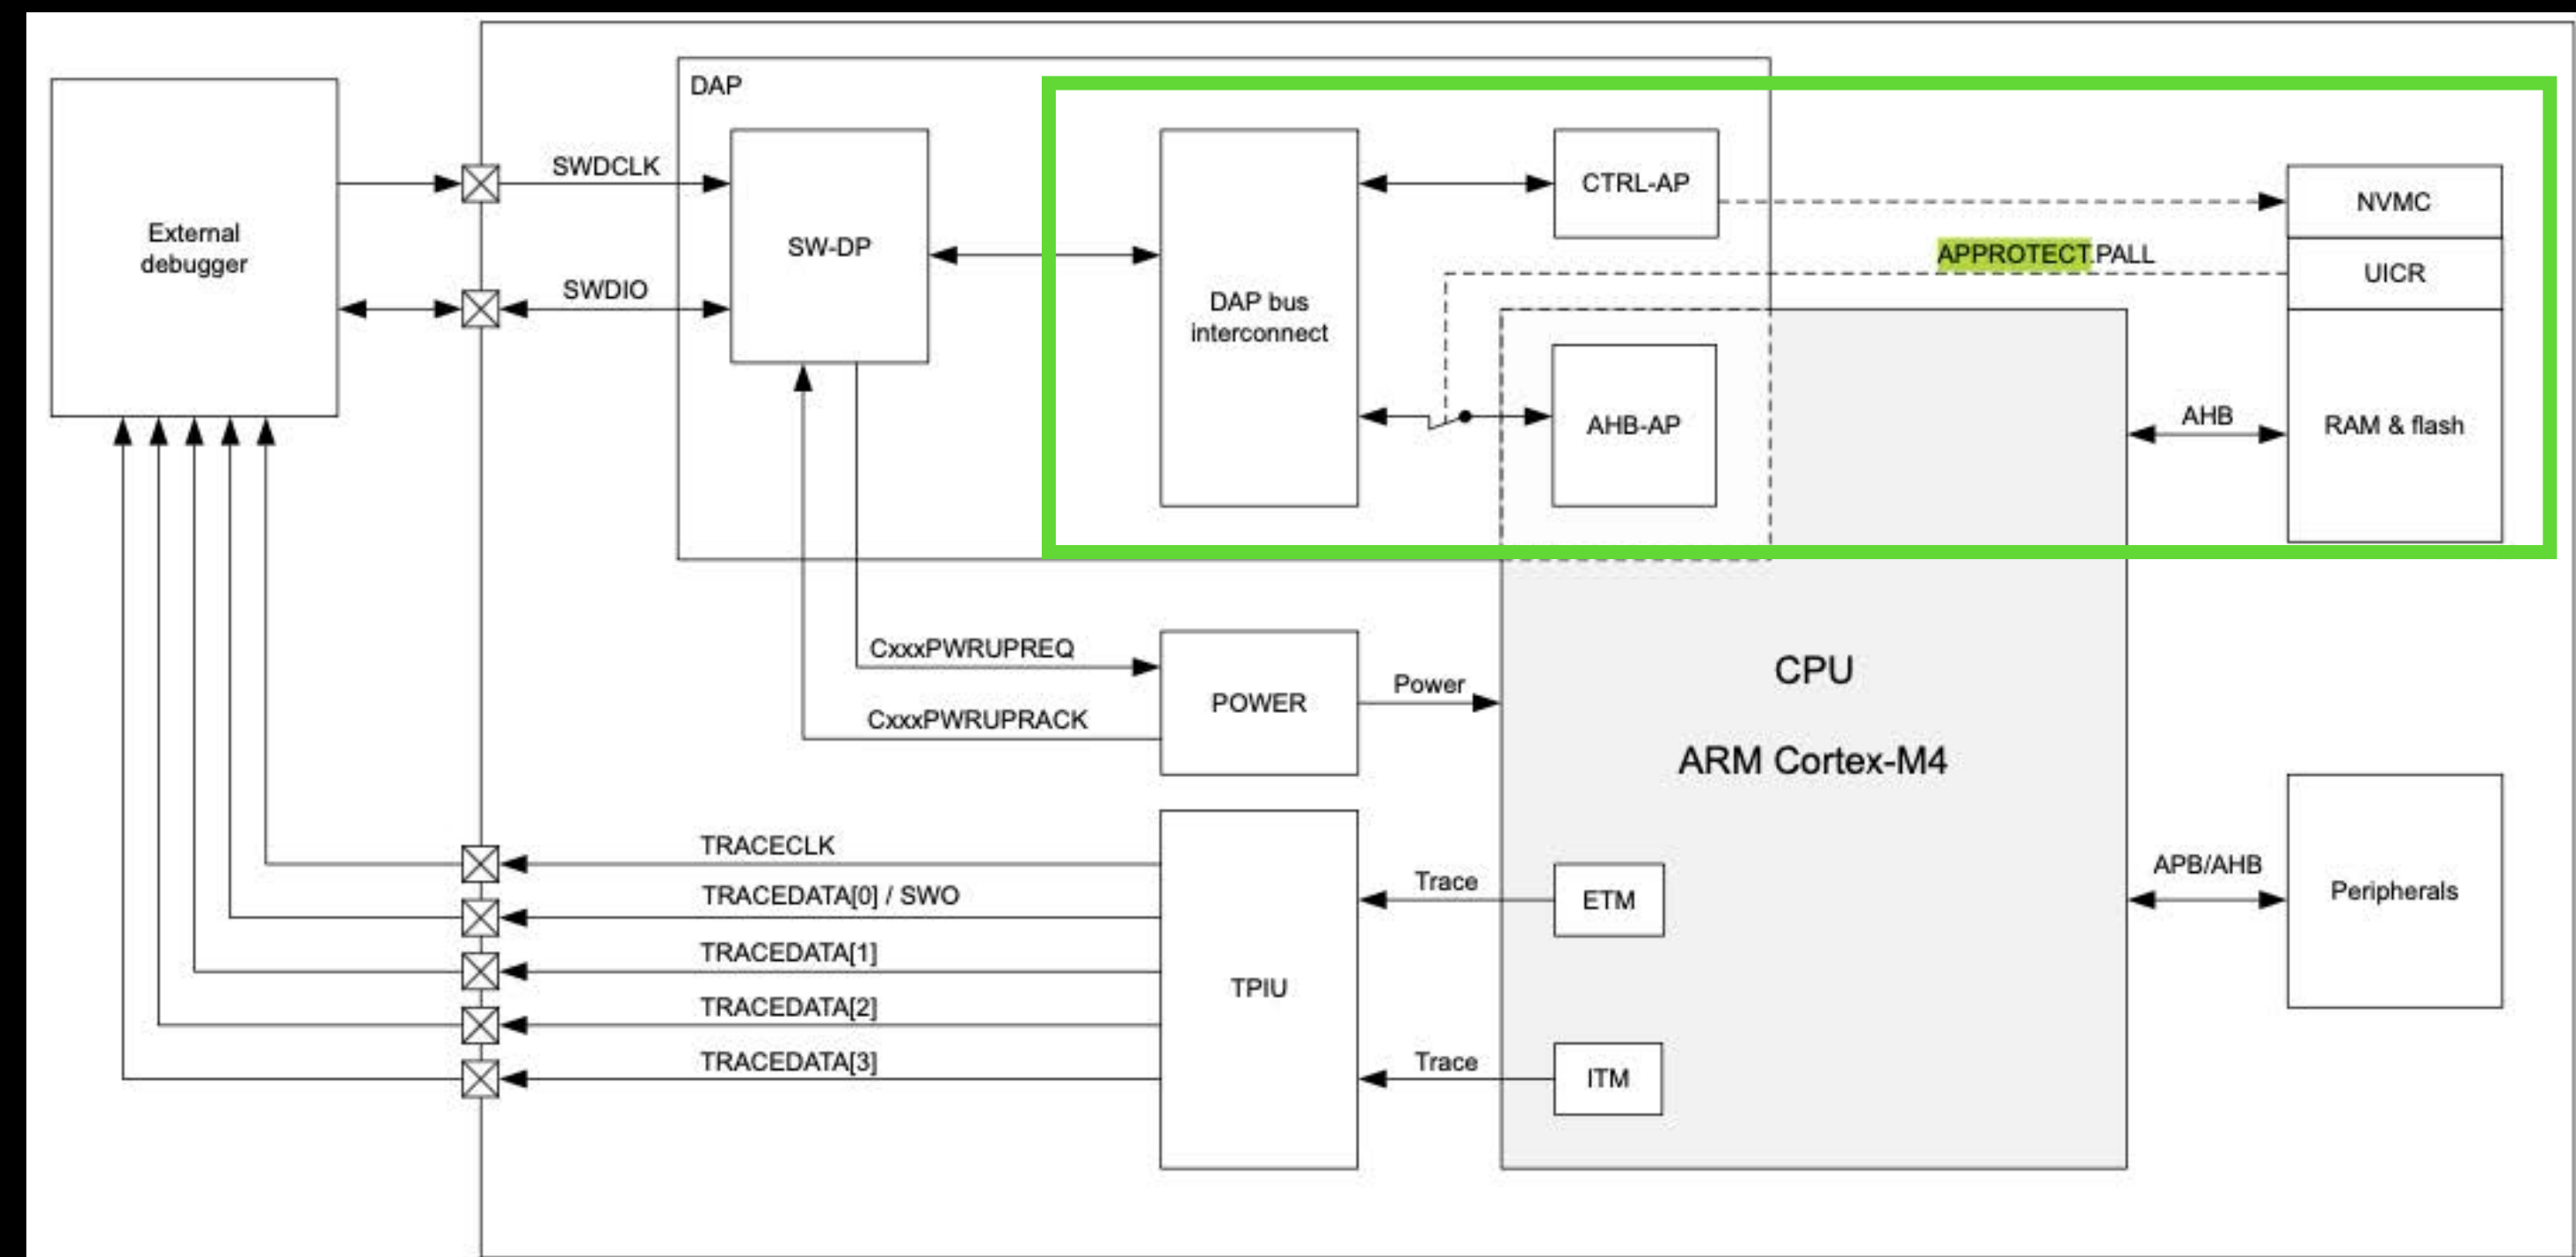 DAP
External
debugger
SWDCLK
SWDIO
SW-DP
DAP bus
interconnect
CTRL-AP
AHB-AP
APPROTECT.PALL
NVMC
UICR
RAM & flash
AHB
CxxxPWRUPREQ
CxxxPWRUPRACK
POWER
Power
CPU
ARM Cortex-M4
TRACECLK
TRACEDATA[0] / SWO
TRACEDATA[1]
TRACEDATA[2]
TRACEDATA[3]
TPIU
Trace
ETM
Trace
ITM
APB/AHB
Peripherals